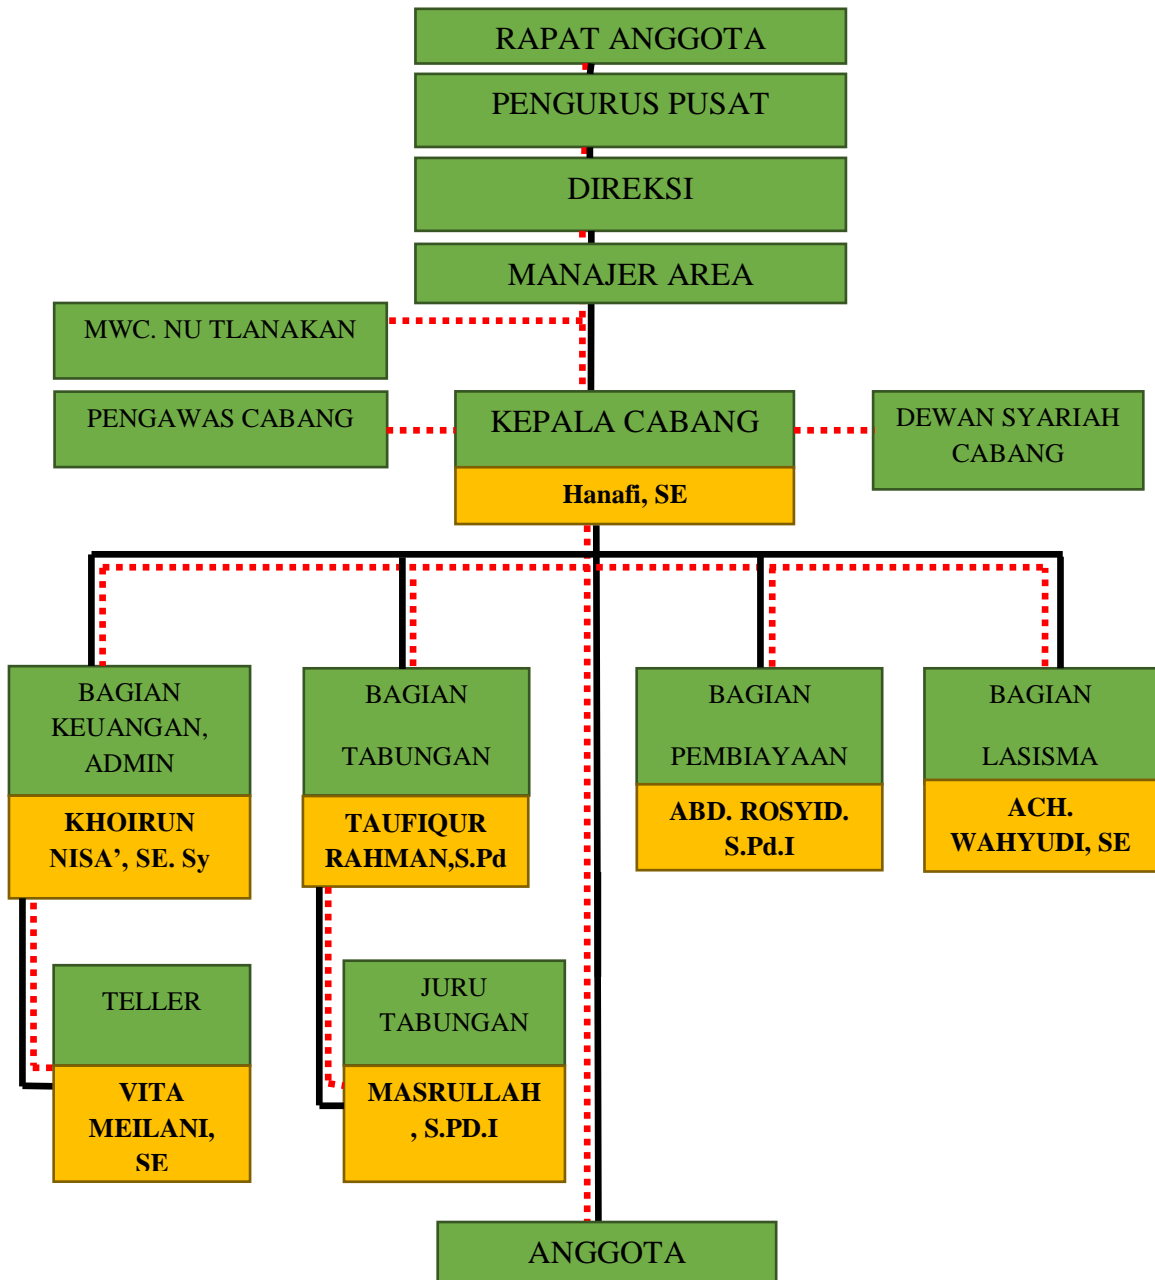 RAPAT ANGGOTA
PENGURUS PUSAT
DIREKSI
MANAJER AREA
MWC. NU TLANAKAN
PENGAWAS CABANG
KEPALA CABANG
Hanafi, SE
DEWAN SYARIAH
CABANG
BAGIAN
KEUANGAN,
ADMIN
KHOIRUN
NISA’, SE. Sy
BAGIAN
TABUNGAN
TAUFIQUR
RAHMAN,S.Pd
BAGIAN
PEMBIAYAAN
ABD. ROSYID.
S.Pd.I
BAGIAN
LASISMA
ACH.
WAHYUDI, SE
TELLER
VITA
MEILANI,
SE
JURU
TABUNGAN
MASRULLAH
, S.PD.I
ANGGOTA